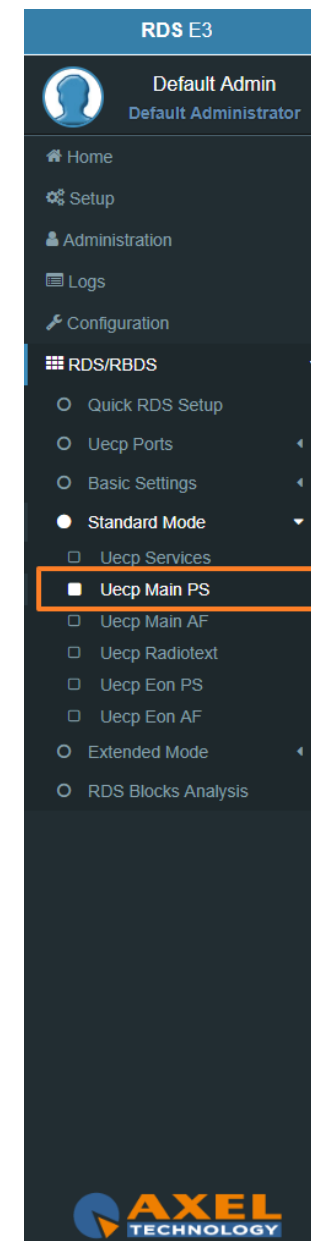 RDS E3
Default Admin
Default Administrator
Home
Setup
Administration
Logs
Configuration
RDS/RBDS
Quick RDS Setup
Uecp Ports
Basic Settings
Standard Mode
Uecp Services
Uecp Main PS
Uecp Main AF
Uecp Radiotext
Uecp Eon PS
Uecp Eon AF
Extended Mode
RDS Blocks Analysis
AXEL
TECHNOLOGY